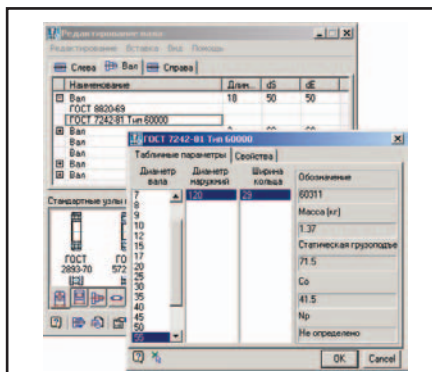 Редактирование вала
Редактирование Вставка Вид Помощь
Слева Вал Справа
Наименование Длин... dS dE
Вал 18 50 50
ГОСТ 8820-69
ГОСТ 7242-81 Тип 60000
Вал
Вал
Вал
Вал
Вал
Стандартные узлы
ГОСТ
2893-70
ГОСТ 7242-81 Тип 60000
Табличные параметры Свойства
Диаметр вала Диаметр наружний Ширина кольца
7 120 29
8
9
10
12
15
17
20
25
30
35
40
45
50
55
Обозначение
60311
Масса [кг]
1.37
Статическая грузоподъе
71.5
Co
41.5
Np
Не определено
OK Cancel